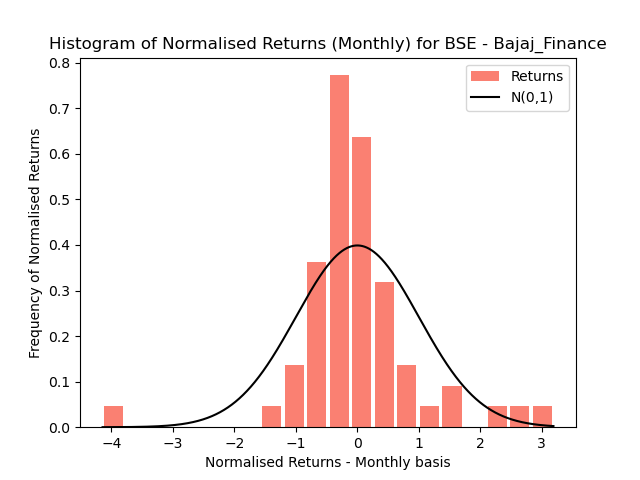 Histogram of Normalised Returns (Monthly) for BSE - Bajaj_Finance
Returns
N(0,1)
Frequency of Normalised Returns
0.8
0.7
0.6
0.5
0.4
0.3
0.2
0.1
0.0
−4 −3 −2 −1 0 1 2 3
Normalised Returns - Monthly basis